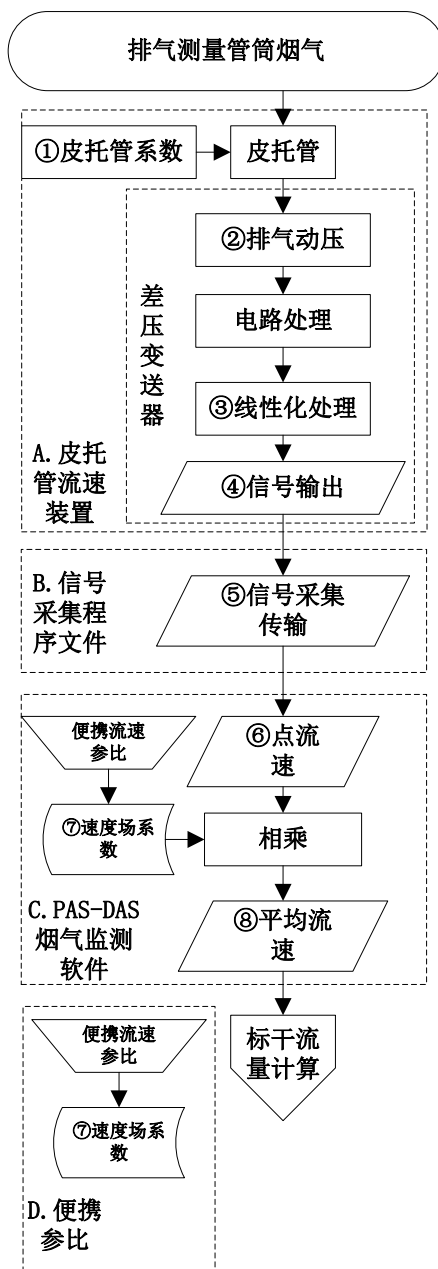 排气测量管筒烟气
①皮托管系数
皮托管
②排气动压
差
压
变
送
器
电路处理
③线性化处理
A.皮托
管流速
装置
④信号输出
B.信号
采集程
序文件
⑤信号采集
传输
便携流速
参比
⑥点流
速
⑦速度场系
数
相乘
C.PAS-DAS
烟气监测
软件
⑧平均流
速
便携流速
参比
标干流
量计算
⑦速度场系
数
D.便携
参比